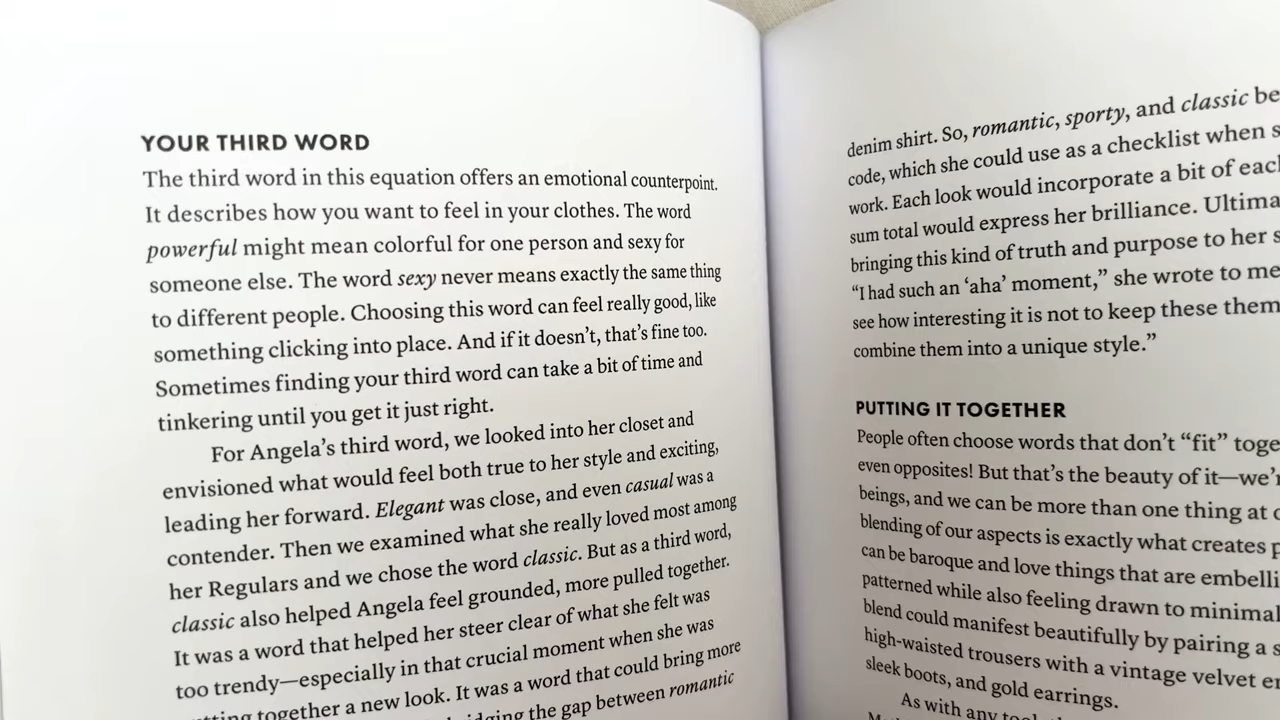 YOUR THIRD WORD
The third word in this equation offers an emotional counterpoint.
It describes how you want to feel in your clothes. The word
powerful might mean colorful for one person and sexy for
someone else. The word sexy never means exactly the same thing
to different people. Choosing this word can feel really good, like
something clicking into place. And if it doesn’t, that’s fine too.
Sometimes finding your third word can take a bit of time and
tinkering until you get it just right.
For Angela’s third word, we looked into her closet and
envisioned what would feel both true to her style and exciting,
leading her forward. Elegant was close, and even casual was a
contender. Then we examined what she really loved most among
her Regulars and we chose the word classic. But as a third word,
classic also helped Angela feel grounded, more pulled together.
It was a word that helped her steer clear of what she felt was
too trendy—especially in that crucial moment when she was
together a new look. It was a word that could bring more
the gap between romantic
denim shirt. So, romantic, sporty, and classic be
code, which she could use as a checklist when s
work. Each look would incorporate a bit of eac
sum total would express her brilliance. Ultima
bringing this kind of truth and purpose to her s
“I had such an ‘aha’ moment,” she wrote to me
see how interesting it is not to keep these them
combine them into a unique style.”
PUTTING IT TOGETHER
People often choose words that don’t “fit” toge
even opposites! But that’s the beauty of it—we’r
beings, and we can be more than one thing at o
blending of our aspects is exactly what creates p
can be baroque and love things that are embelli
patterned while also feeling drawn to minimal
blend could manifest beautifully by pairing a s
high-waisted trousers with a vintage velvet e
sleek boots, and gold earrings.
As with any tool, th